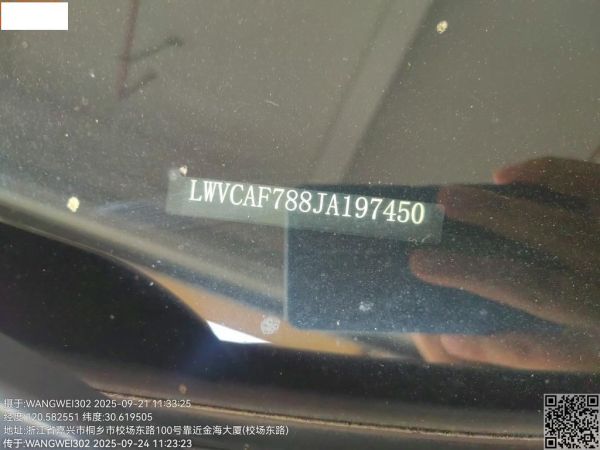 LWVCAF788JA197450
摄于:WANGWEI302 2025-09-21 11:33:25
经度:120.582551 纬度:30.619505
地址:浙江省嘉兴市桐乡市校场东路100号靠近金海大厦(校场东路)
传于:WANGWEI302 2025-09-24 11:23:23